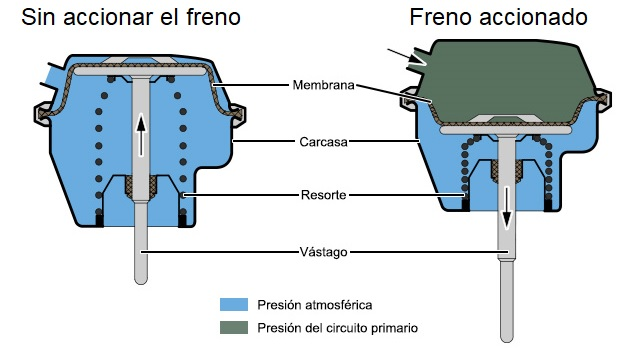 Sin accionar el freno
Freno accionado
Membrana
Carcasa
Resorte
Vástago
Presión atmosférica
Presión del circuito primario